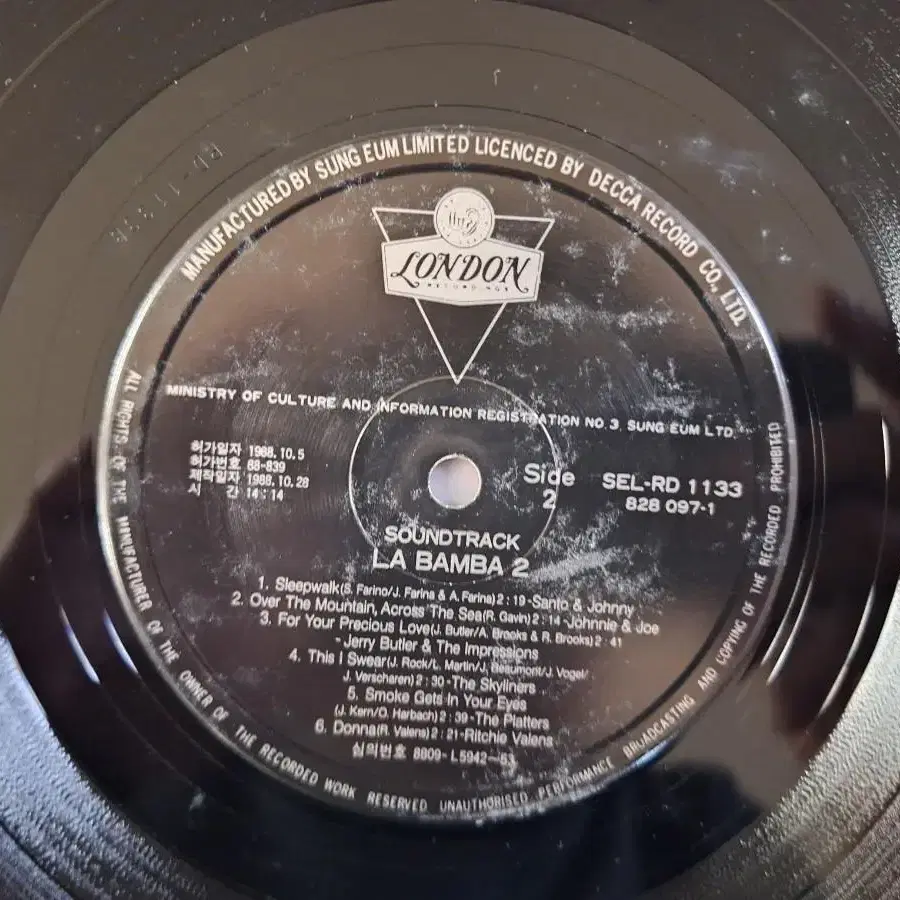 MANUFACTURED BY SUNG EUM LIMITED LICENCED BY DECCA RECORD CO., LTD.
LONDON
RECORDINGS
MINISTRY OF CULTURE AND INFORMATION REGISTRATION NO.3 SUNG EUM LTD.
허가일자 1988.10.5
허가번호 88-839
제작일자 1988.10.28
시 간 14:14
Side
2
SEL-RD 1133
828 097-1
SOUNDTRACK
LA BAMBA 2
1. Sleepwalk(S. Farino/J. Farina & A. Farina) 2:19-Santo & Johnny
2. Over The Mountain, Across The Sea(R. Gavin) 2:14-Johnnie & Joe
3. For Your Precious Love(J. Butler/A. Brooks & R. Brooks) 2:41
-Jerry Butler & The Impressions
4. This I Swear(J. Rock/L. Martin/J. Beaumont/J. Vogel/
J. Verscharen) 2:30-The Skyliners
5. Smoke Gets In Your Eyes
(J. Kern/O. Harbach) 2:39-The Platters
6. Donna(R. Valens) 2:21-Ritchie Valens
심의번호 8809-L5942~63
ALL RIGHTS OF THE MANUFACTURER OF THE OWNER OF THE RECORDED WORK RESERVED UNAUTHORISED PERFORMANCE BROADCASTING AND COPYING OF THE RECORDED PROHIBITED